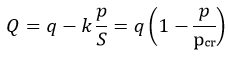 Q = q − k p/S = q (1 − p/p_cr)